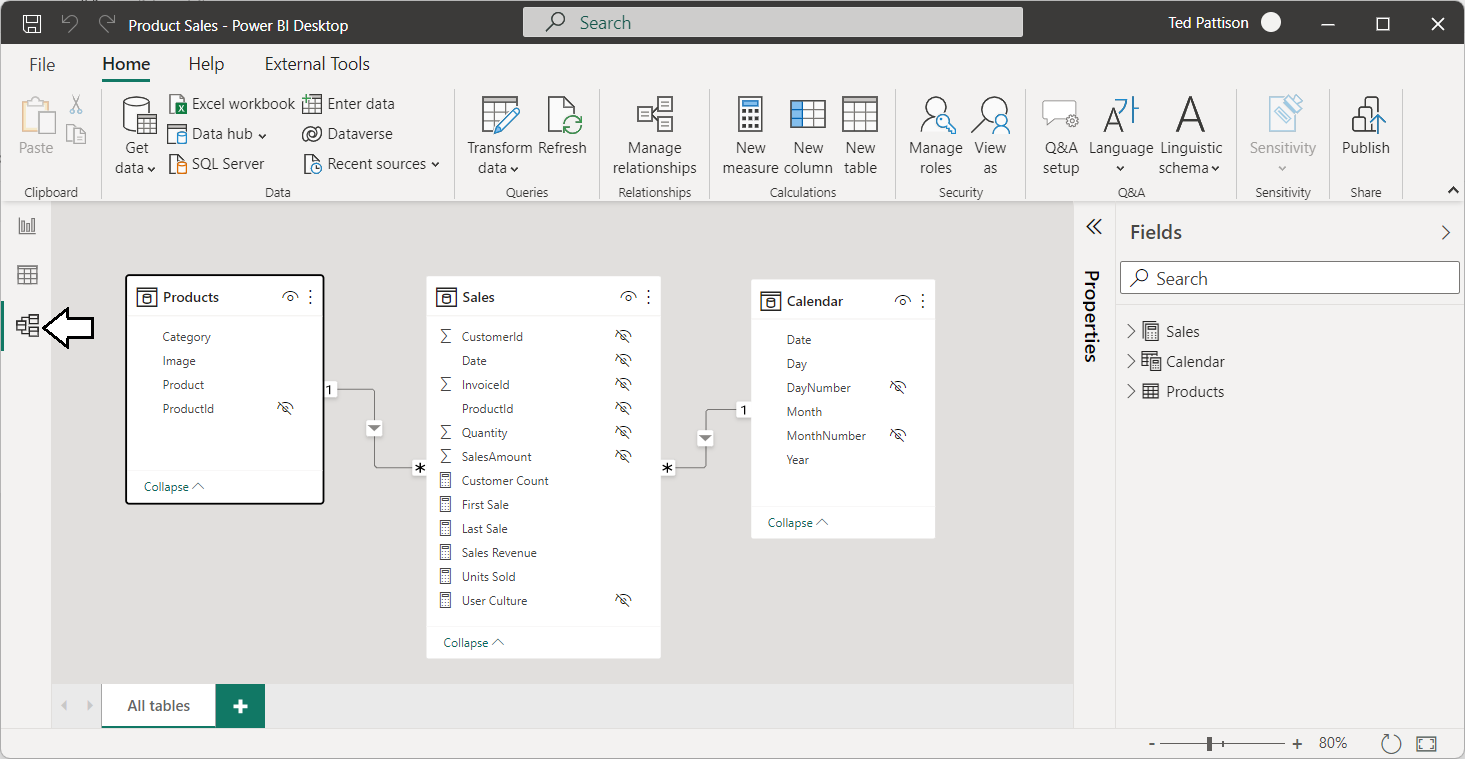 Product Sales - Power BI Desktop
Search
Ted Pattison
File Home Help External Tools
Paste
Clipboard
Get data
Excel workbook
Data hub
SQL Server
Enter data
Dataverse
Recent sources
Data
Transform data
Refresh
Queries
Manage relationships
Relationships
New measure
New column
New table
Calculations
Manage roles
View as
Security
Q&A setup
Language
Linguistic schema
Q&A
Sensitivity
Sensitivity
Publish
Share
Products
Category
Image
Product
ProductId
Collapse
1
*
Sales
CustomerId
Date
InvoiceId
ProductId
Quantity
SalesAmount
Customer Count
First Sale
Last Sale
Sales Revenue
Units Sold
User Culture
Collapse
*
1
Calendar
Date
Day
DayNumber
Month
MonthNumber
Year
Collapse
Properties
Fields
Search
Sales
Calendar
Products
All tables
+
- + 80%